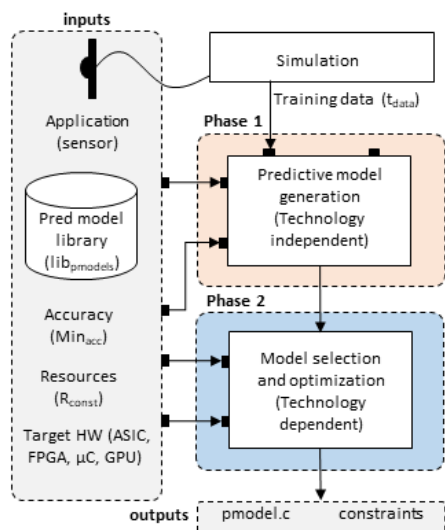 inputs
Simulation
Training data (tdata)
Application
(sensor)
Phase 1
Predictive model
generation
(Technology
independent)
Pred model
library
(libpmodels)
Accuracy
(Minacc)
Phase 2
Resources
(Rconst)
Model selection
and optimization
(Technology
dependent)
Target HW (ASIC,
FPGA, µC, GPU)
outputs
pmodel.c constraints